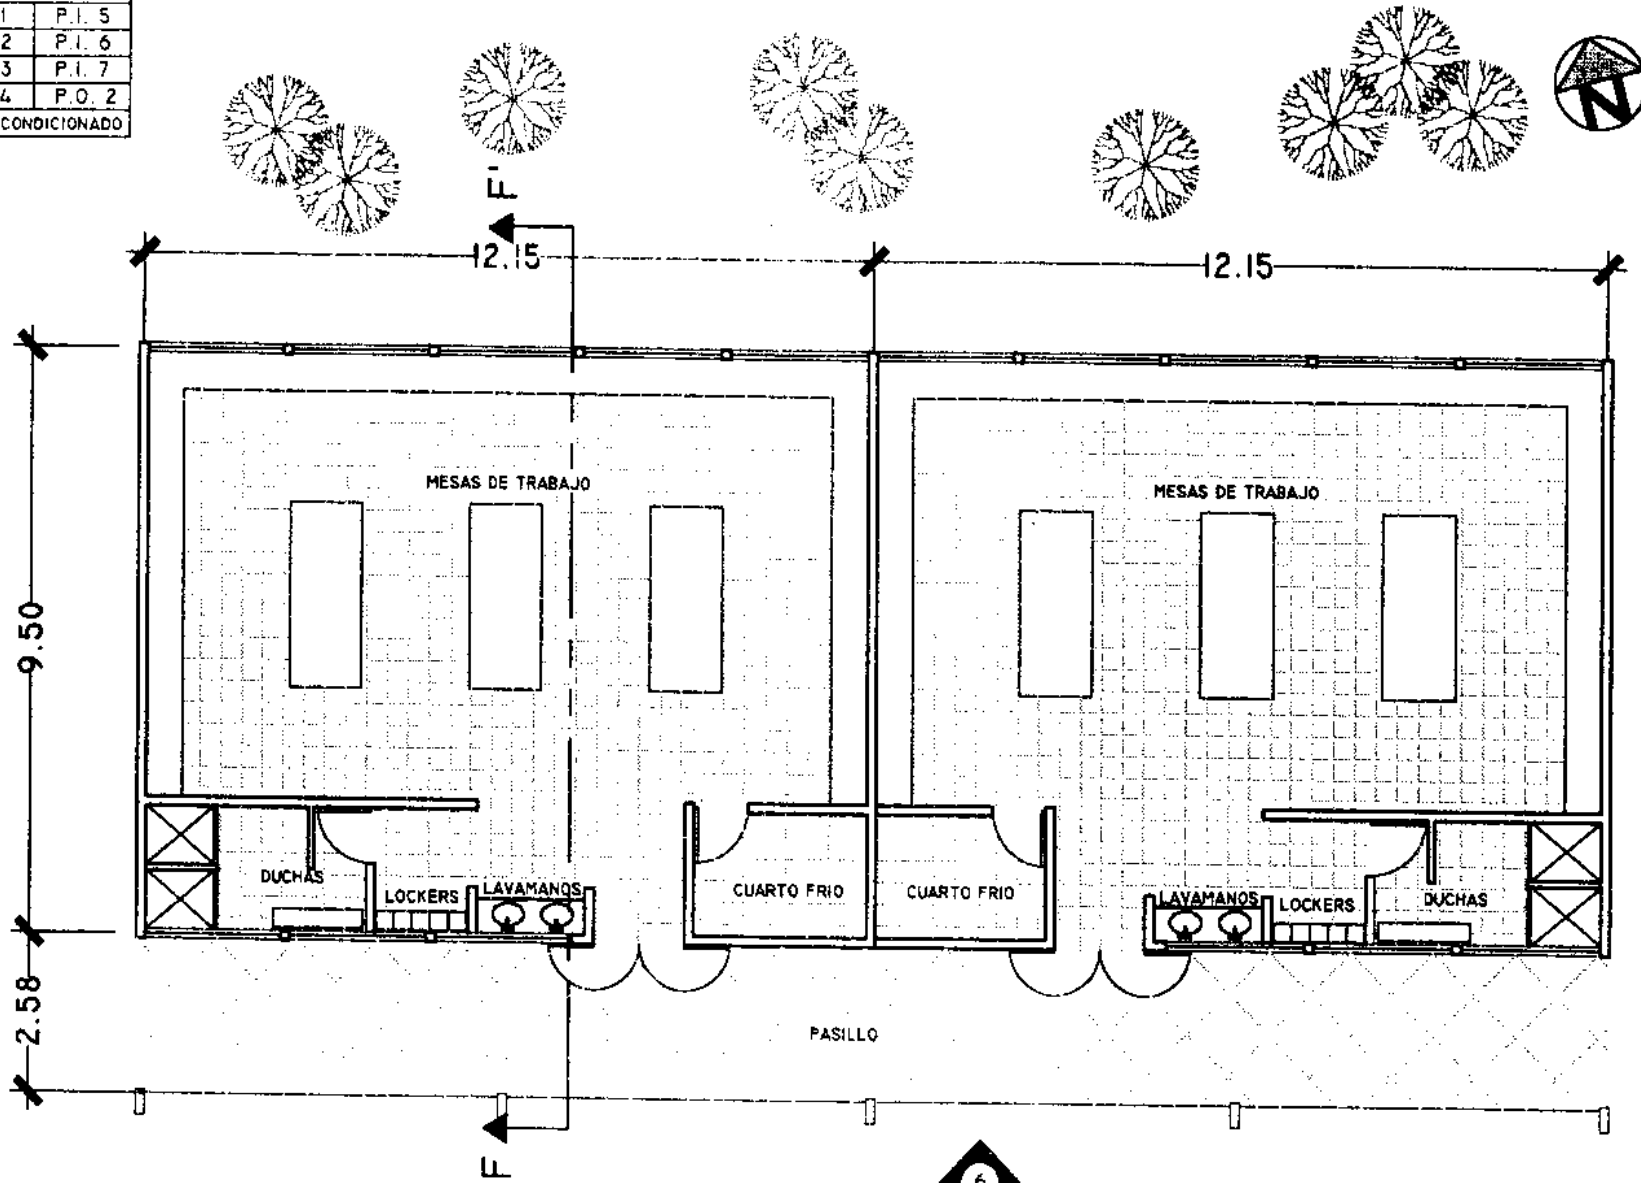 1 P.I. 5
2 P.I. 6
3 P.I. 7
4 P.O. 2
CONDICIONADO
N
F'
12.15
12.15
9.50
MESAS DE TRABAJO
MESAS DE TRABAJO
DUCHAS
LOCKERS
LAVAMANOS
CUARTO FRIO
CUARTO FRIO
LAVAMANOS
LOCKERS
DUCHAS
2.58
PASILLO
F
6